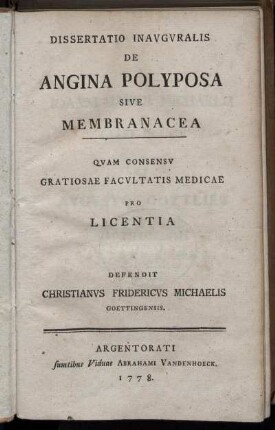 DISSERTATIO INAVGVRALIS
DE
ANGINA POLYPOSA
SIVE
MEMBRANACEA
QVAM CONSENSV
GRATIOSAE FACVLTATIS MEDICAE
PRO
LICENTIA
DEFENDIT
CHRISTIANVS FRIDERICVS MICHAELIS
GOETTINGENSIS.
ARGENTORATI
sumtibus Viduae ABRAHAMI VANDENHOECK.
1778.